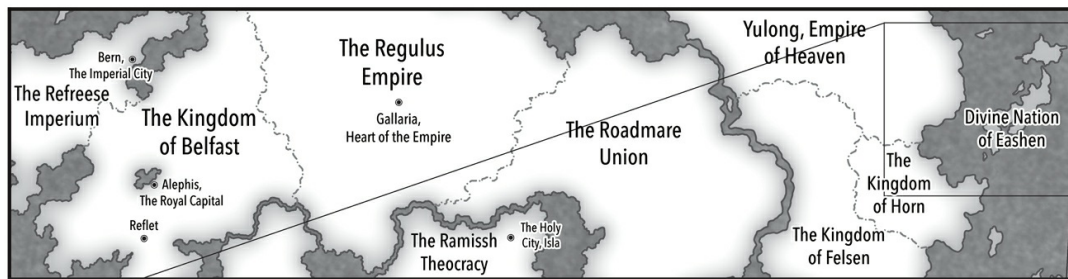 Bern,
The Imperial City
The Refreese
Imperium
The Kingdom
of Belfast
Alephis,
The Royal Capital
Reflet
The Regulus
Empire
Gallaria,
Heart of the Empire
The Roadmare
Union
The Ramissh
Theocracy
The Holy
City, Isla
Yulong, Empire
of Heaven
Divine Nation
of Eashen
The
Kingdom
of Horn
The Kingdom
of Felsen